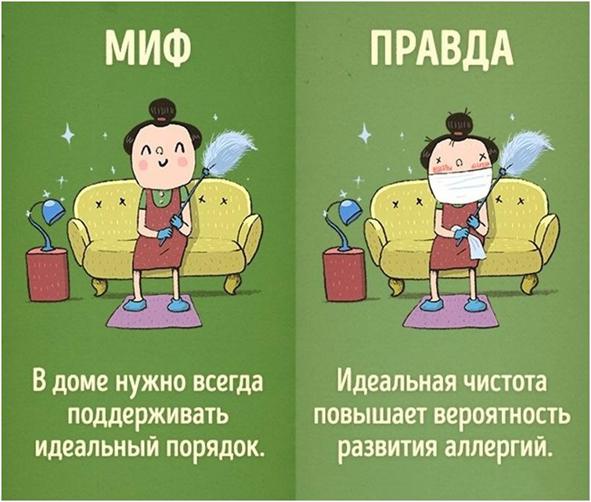 МИФ
В доме нужно всегда
поддерживать
идеальный порядок.
ПРАВДА
Идеальная чистота
повышает вероятность
развития аллергий.